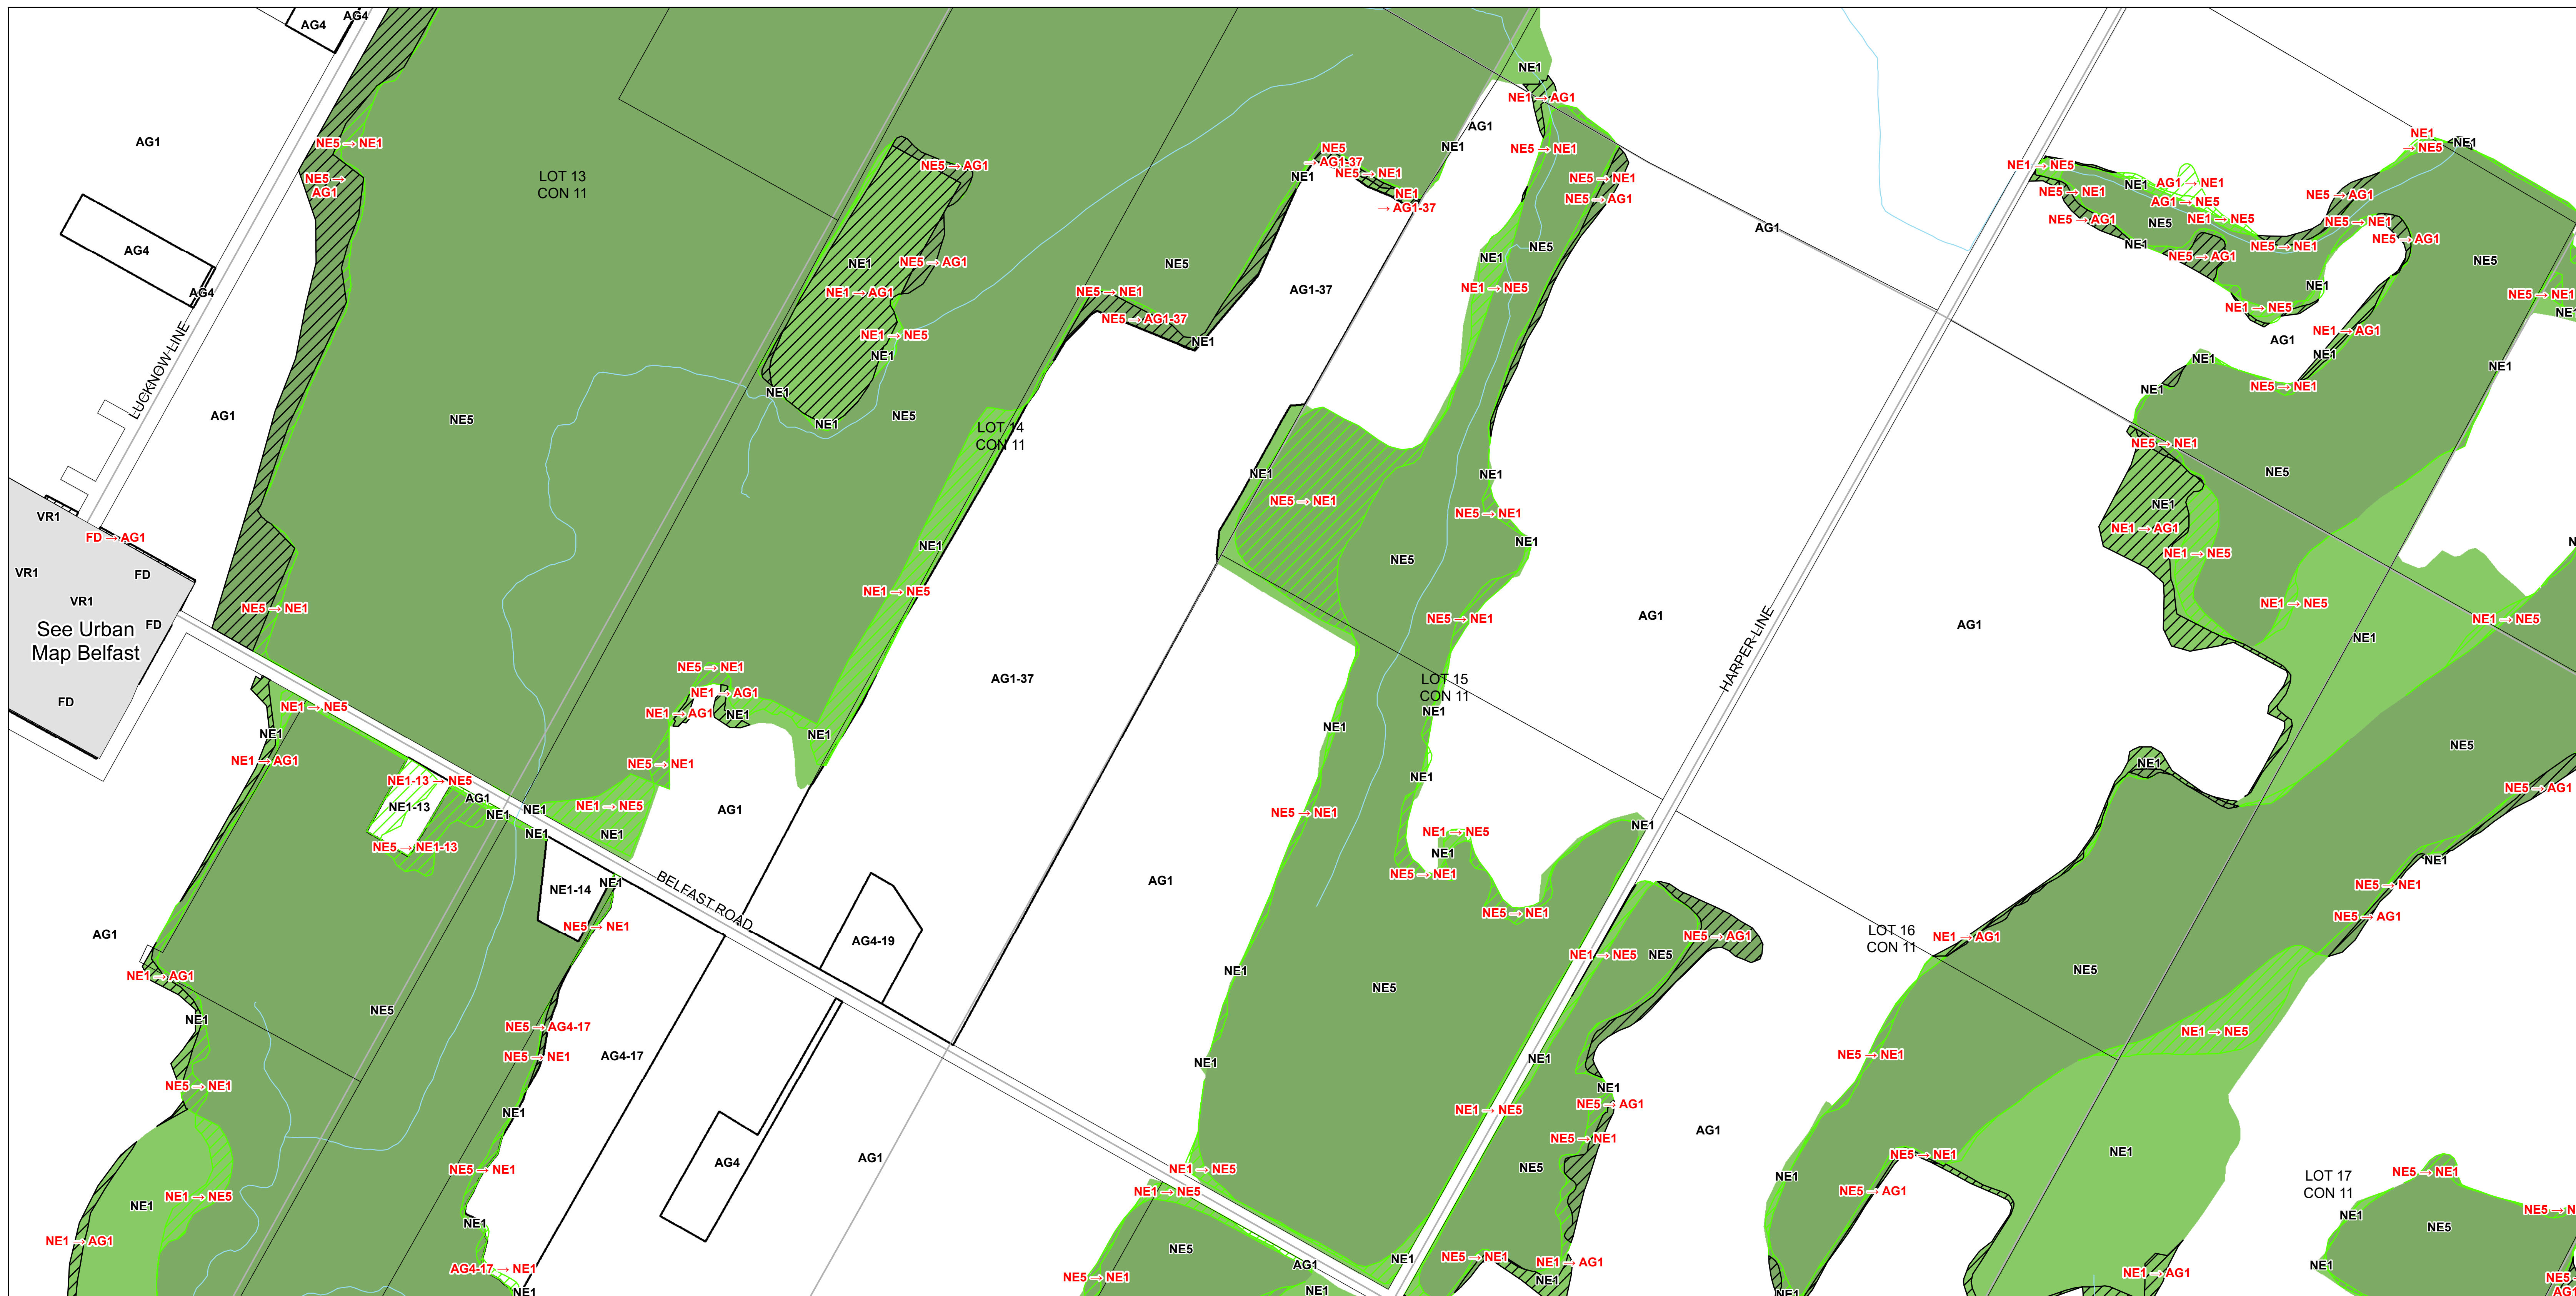 AG4
AG4
NE1
NE1 → AG1
AG1
AG1
NE5 → NE1
NE5 →
AG1
LOT 13
CON 11
NE5 → AG1
NE5
→ AG1-37
NE5 → NE1
NE1
NE1
→ AG1-37
NE1
NE5 → NE1
NE5 → NE1
NE5 → AG1
AG1
NE1 → NE5
NE5 → NE1
NE5 → AG1
NE1
AG1 → NE1
AG1 → NE5
NE5
NE1 → NE5
NE1
NE5 → AG1
NE5 → NE1
NE5 → NE1
NE5 → AG1
NE1
→ NE5
NE1
AG4
AG4
NE1
NE5 → AG1
NE1 → AG1
NE1 → NE5
NE1
NE5
NE5 → NE1
NE5 → AG1-37
NE1
AG1-37
NE5
NE1
NE1 → NE5
NE5 → AG1
NE1 → NE5
NE1
NE5
NE5 → NE1
AG1
NE1 → AG1
NE1
NE1
NE5 → NE1
NE1
NE1
LUCKNOW LINE
AG1
NE5
NE1
NE1
NE5
LOT 14
CON 11
NE1
NE5 → NE1
NE1
NE5 → NE1
NE1
NE5
NE5 → NE1
NE5
NE1
NE1 → AG1
NE1 → NE5
NE1 → NE5
NE1 → NE5
NE1
VR1
FD → AG1
VR1
FD
VR1
FD
See Urban
Map Belfast
FD
NE5 → NE1
NE1
NE1 → NE5
NE5 → NE1
AG1
HARPER LINE
AG1
NE1 → NE5
NE1
NE1 → AG1
NE5 → NE1
NE1 → AG1
NE1 → AG1
NE1
NE1
NE5 → NE1
AG1-37
LOT 15
CON 11
NE1
NE1
NE1
NE5 → NE1
NE1
NE5
NE5 → AG1
NE1-13 → NE5
NE1-13
AG1
NE1
NE5 → NE1-13
NE1
NE1
NE1 → NE5
NE1
AG1
NE1-14
NE1
NE5 → NE1
BELFAST ROAD
AG4-19
AG1
NE1 → NE5
NE1
NE5 → NE1
NE5 → NE1
NE1
NE1
NE5 → NE1
NE5 → AG1
AG1
NE1 → AG1
NE1
NE5
NE5 → AG4-17
NE5 → NE1
AG4-17
NE1
NE1
NE5
NE1 → NE5
NE5
NE5 → AG1
LOT 16
CON 11
NE1 → AG1
NE5
NE1 → NE5
NE5 → NE1
NE5 → NE1
NE1
NE1
NE5 → AG1
AG1
NE1 → NE5
NE5 → NE1
NE5
NE5 → NE1
NE1
NE1 → NE5
NE1
NE1 → AG1
NE5 → NE1
NE1
AG4-17 → NE1
NE1
AG4
AG1
NE1 → NE5
NE1 → NE5
NE5
NE5 → NE1
AG1
NE1
NE1
NE5 → NE1
NE1 → AG1
NE1
NE1
NE5 → NE1
NE5 → AG1
NE1
NE1
NE1 → AG1
LOT 17
CON 11
NE5 → NE1
NE1
NE5
NE1
NE5